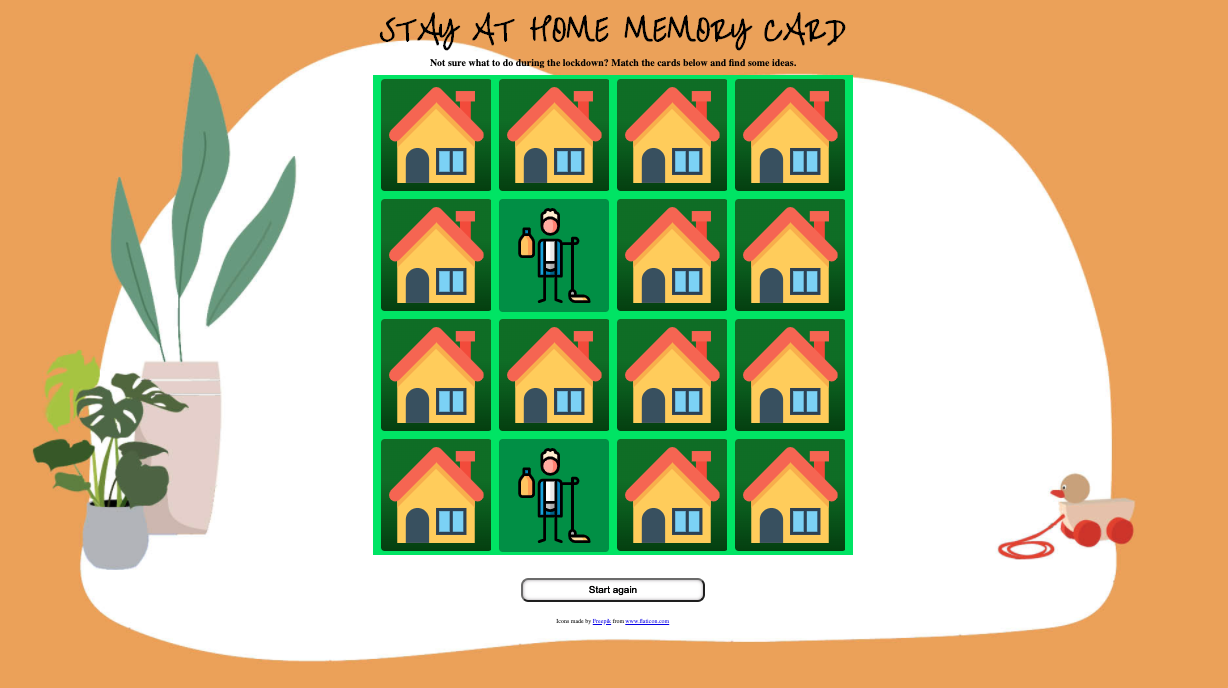 STAY AT HOME MEMORY CARD
Not sure what to do during the lockdown? Match the cards below and find some ideas.
Start again
Icons made by Freepik from www.flaticon.com